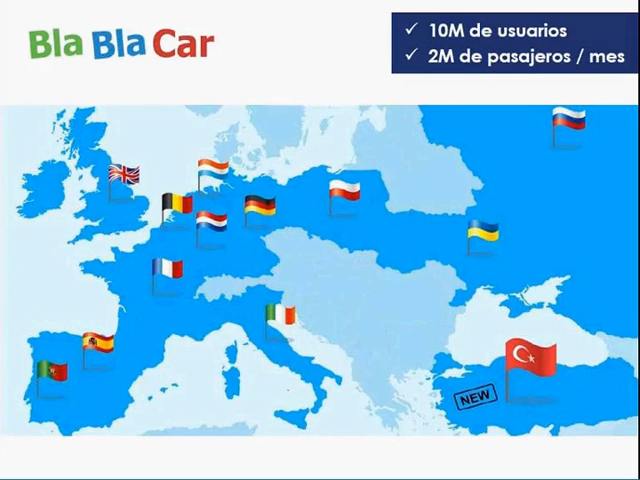 Bla Bla Car
✓ 10M de usuarios
✓ 2M de pasajeros / mes
NEW